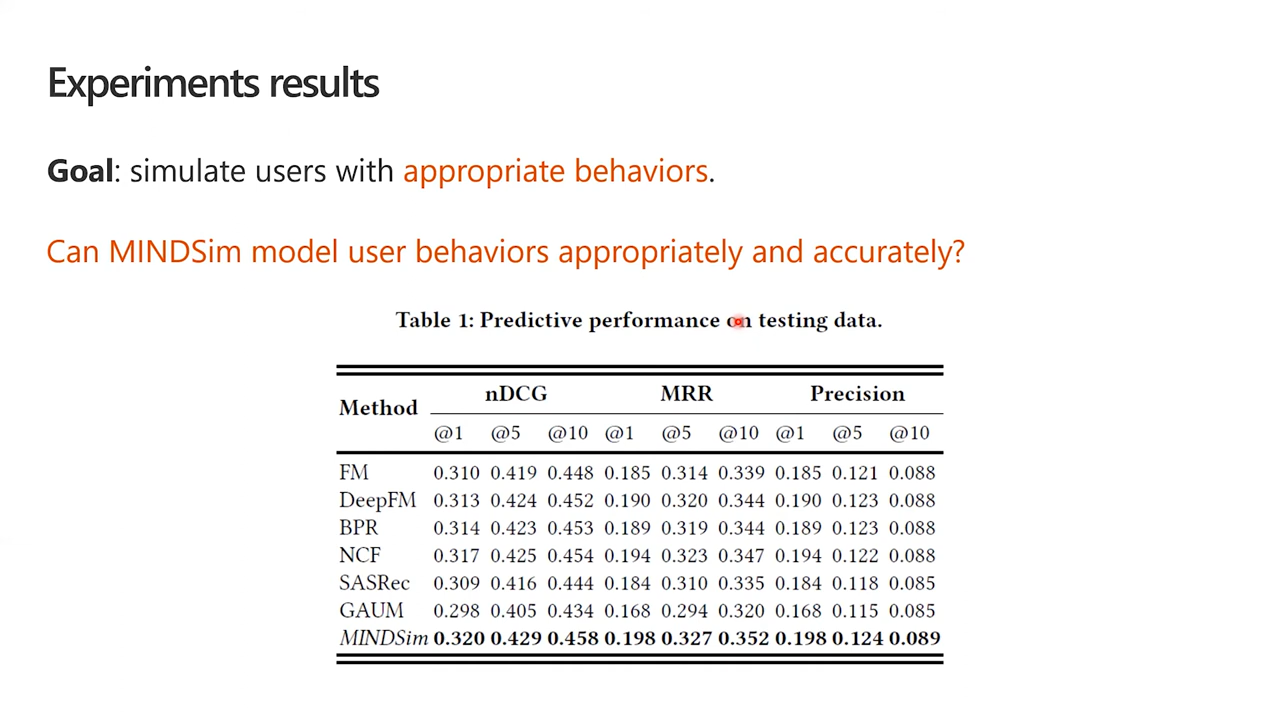 Experiments results
Goal: simulate users with appropriate behaviors.
Can MINDSim model user behaviors appropriately and accurately?
Table 1: Predictive performance on testing data.
Method nDCG MRR Precision
@1 @5 @10 @1 @5 @10 @1 @5 @10
FM 0.310 0.419 0.448 0.185 0.314 0.339 0.185 0.121 0.088
DeepFM 0.313 0.424 0.452 0.190 0.320 0.344 0.190 0.123 0.088
BPR 0.314 0.423 0.453 0.189 0.319 0.344 0.189 0.123 0.088
NCF 0.317 0.425 0.454 0.194 0.323 0.347 0.194 0.122 0.088
SASRec 0.309 0.416 0.444 0.184 0.310 0.335 0.184 0.118 0.085
GAUM 0.298 0.405 0.434 0.168 0.294 0.320 0.168 0.115 0.085
MINDSim 0.320 0.429 0.458 0.198 0.327 0.352 0.198 0.124 0.089